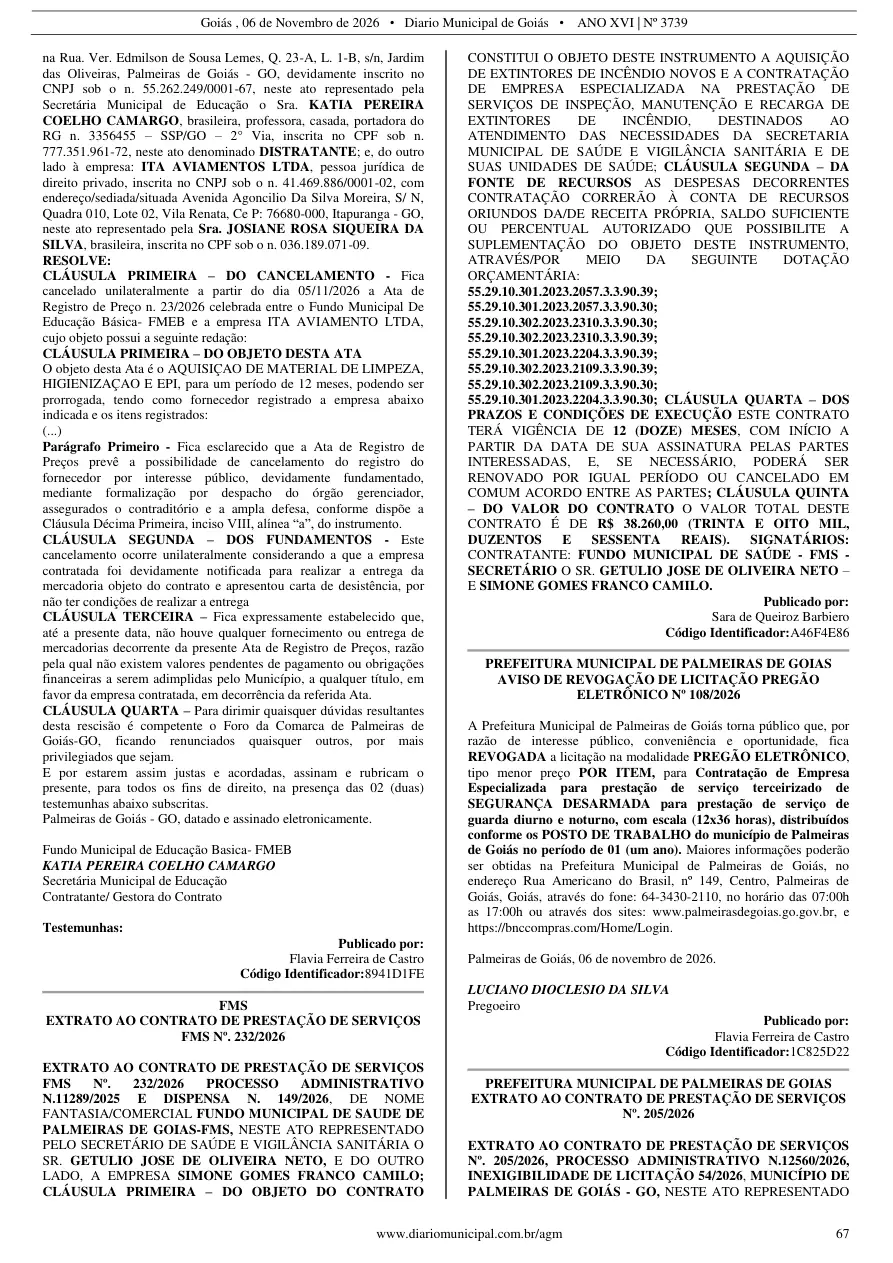 Goiás , 06 de Novembro de 2026 • Diario Municipal de Goiás • ANO XVI | Nº 3739
na Rua. Ver. Edmilson de Sousa Lemes, Q. 23-A, L. 1-B, s/n, Jardim
das Oliveiras, Palmeiras de Goiás - GO, devidamente inscrito no
CNPJ sob o n. 55.262.249/0001-67, neste ato representado pela
Secretária Municipal de Educação o Sra. KATIA PEREIRA
COELHO CAMARGO, brasileira, professora, casada, portadora do
RG n. 3356455 – SSP/GO – 2° Via, inscrita no CPF sob n.
777.351.961-72, neste ato denominado DISTRATANTE; e, do outro
lado à empresa: ITA AVIAMENTOS LTDA, pessoa jurídica de
direito privado, inscrita no CNPJ sob o n. 41.469.886/0001-02, com
endereço/sediada/situada Avenida Agoncilio Da Silva Moreira, S/ N,
Quadra 010, Lote 02, Vila Renata, Ce P: 76680-000, Itapuranga - GO,
neste ato representado pela Sra. JOSIANE ROSA SIQUEIRA DA
SILVA, brasileira, inscrita no CPF sob o n. 036.189.071-09.
RESOLVE:
CLÁUSULA PRIMEIRA – DO CANCELAMENTO - Fica
cancelado unilateralmente a partir do dia 05/11/2026 a Ata de
Registro de Preço n. 23/2026 celebrada entre o Fundo Municipal De
Educação Básica- FMEB e a empresa ITA AVIAMENTO LTDA,
cujo objeto possui a seguinte redação:
CLÁUSULA PRIMEIRA – DO OBJETO DESTA ATA
O objeto desta Ata é o AQUISIÇAO DE MATERIAL DE LIMPEZA,
HIGIENIZAÇAO E EPI, para um período de 12 meses, podendo ser
prorrogada, tendo como fornecedor registrado a empresa abaixo
indicada e os itens registrados:
(...)
Parágrafo Primeiro - Fica esclarecido que a Ata de Registro de
Preços prevê a possibilidade de cancelamento do registro do
fornecedor por interesse público, devidamente fundamentado,
mediante formalização por despacho do órgão gerenciador,
assegurados o contraditório e a ampla defesa, conforme dispõe a
Cláusula Décima Primeira, inciso VIII, alínea “a”, do instrumento.
CLÁUSULA SEGUNDA – DOS FUNDAMENTOS - Este
cancelamento ocorre unilateralmente considerando a que a empresa
contratada foi devidamente notificada para realizar a entrega da
mercadoria objeto do contrato e apresentou carta de desistência, por
não ter condições de realizar a entrega
CLÁUSULA TERCEIRA – Fica expressamente estabelecido que,
até a presente data, não houve qualquer fornecimento ou entrega de
mercadorias decorrente da presente Ata de Registro de Preços, razão
pela qual não existem valores pendentes de pagamento ou obrigações
financeiras a serem adimplidas pelo Município, a qualquer título, em
favor da empresa contratada, em decorrência da referida Ata.
CLÁUSULA QUARTA – Para dirimir quaisquer dúvidas resultantes
desta rescisão é competente o Foro da Comarca de Palmeiras de
Goiás-GO, ficando renunciados quaisquer outros, por mais
privilegiados que sejam.
E por estarem assim justas e acordadas, assinam e rubricam o
presente, para todos os fins de direito, na presença das 02 (duas)
testemunhas abaixo subscritas.
Palmeiras de Goiás - GO, datado e assinado eletronicamente.
Fundo Municipal de Educação Basica- FMEB
KATIA PEREIRA COELHO CAMARGO
Secretária Municipal de Educação
Contratante/ Gestora do Contrato
Testemunhas:
Publicado por:
Flavia Ferreira de Castro
Código Identificador:8941D1FE
FMS
EXTRATO AO CONTRATO DE PRESTAÇÃO DE SERVIÇOS
FMS Nº. 232/2026
EXTRATO AO CONTRATO DE PRESTAÇÃO DE SERVIÇOS
FMS Nº. 232/2026 PROCESSO ADMINISTRATIVO
N.11289/2025 E DISPENSA N. 149/2026, DE NOME
FANTASIA/COMERCIAL FUNDO MUNICIPAL DE SAUDE DE
PALMEIRAS DE GOIAS-FMS, NESTE ATO REPRESENTADO
PELO SECRETÁRIO DE SAÚDE E VIGILÂNCIA SANITÁRIA O
SR. GETULIO JOSE DE OLIVEIRA NETO, E DO OUTRO
LADO, A EMPRESA SIMONE GOMES FRANCO CAMILO;
CLÁUSULA PRIMEIRA – DO OBJETO DO CONTRATO
CONSTITUI O OBJETO DESTE INSTRUMENTO A AQUISIÇÃO
DE EXTINTORES DE INCÊNDIO NOVOS E A CONTRATAÇÃO
DE EMPRESA ESPECIALIZADA NA PRESTAÇÃO DE
SERVIÇOS DE INSPEÇÃO, MANUTENÇÃO E RECARGA DE
EXTINTORES DE INCÊNDIO, DESTINADOS AO
ATENDIMENTO DAS NECESSIDADES DA SECRETARIA
MUNICIPAL DE SAÚDE E VIGILÂNCIA SANITÁRIA E DE
SUAS UNIDADES DE SAÚDE; CLÁUSULA SEGUNDA – DA
FONTE DE RECURSOS AS DESPESAS DECORRENTES
CONTRATAÇÃO CORRERÃO À CONTA DE RECURSOS
ORIUNDOS DA/DE RECEITA PRÓPRIA, SALDO SUFICIENTE
OU PERCENTUAL AUTORIZADO QUE POSSIBILITE A
SUPLEMENTAÇÃO DO OBJETO DESTE INSTRUMENTO,
ATRAVÉS/POR MEIO DA SEGUINTE DOTAÇÃO
ORÇAMENTÁRIA:
55.29.10.301.2023.2057.3.3.90.39;
55.29.10.301.2023.2057.3.3.90.30;
55.29.10.302.2023.2310.3.3.90.30;
55.29.10.302.2023.2310.3.3.90.39;
55.29.10.301.2023.2204.3.3.90.39;
55.29.10.302.2023.2109.3.3.90.39;
55.29.10.302.2023.2109.3.3.90.30;
55.29.10.301.2023.2204.3.3.90.30; CLÁUSULA QUARTA – DOS
PRAZOS E CONDIÇÕES DE EXECUÇÃO ESTE CONTRATO
TERÁ VIGÊNCIA DE 12 (DOZE) MESES, COM INÍCIO A
PARTIR DA DATA DE SUA ASSINATURA PELAS PARTES
INTERESSADAS, E, SE NECESSÁRIO, PODERÁ SER
RENOVADO POR IGUAL PERÍODO OU CANCELADO EM
COMUM ACORDO ENTRE AS PARTES; CLÁUSULA QUINTA
– DO VALOR DO CONTRATO O VALOR TOTAL DESTE
CONTRATO É DE R$ 38.260,00 (TRINTA E OITO MIL,
DUZENTOS E SESSENTA REAIS). SIGNATÁRIOS:
CONTRATANTE: FUNDO MUNICIPAL DE SAÚDE - FMS -
SECRETÁRIO O SR. GETULIO JOSE DE OLIVEIRA NETO –
E SIMONE GOMES FRANCO CAMILO.
Publicado por:
Sara de Queiroz Barbiero
Código Identificador:A46F4E86
PREFEITURA MUNICIPAL DE PALMEIRAS DE GOIAS
AVISO DE REVOGAÇÃO DE LICITAÇÃO PREGÃO
ELETRÔNICO Nº 108/2026
A Prefeitura Municipal de Palmeiras de Goiás torna público que, por
razão de interesse público, conveniência e oportunidade, fica
REVOGADA a licitação na modalidade PREGÃO ELETRÔNICO,
tipo menor preço POR ITEM, para Contratação de Empresa
Especializada para prestação de serviço terceirizado de
SEGURANÇA DESARMADA para prestação de serviço de
guarda diurno e noturno, com escala (12x36 horas), distribuídos
conforme os POSTO DE TRABALHO do município de Palmeiras
de Goiás no período de 01 (um ano). Maiores informações poderão
ser obtidas na Prefeitura Municipal de Palmeiras de Goiás, no
endereço Rua Americano do Brasil, nº 149, Centro, Palmeiras de
Goiás, Goiás, através do fone: 64-3430-2110, no horário das 07:00h
as 17:00h ou através dos sites: www.palmeirasdegoias.go.gov.br, e
https://bnccompras.com/Home/Login.
Palmeiras de Goiás, 06 de novembro de 2026.
LUCIANO DIOCLESIO DA SILVA
Pregoeiro
Publicado por:
Flavia Ferreira de Castro
Código Identificador:1C825D22
PREFEITURA MUNICIPAL DE PALMEIRAS DE GOIAS
EXTRATO AO CONTRATO DE PRESTAÇÃO DE SERVIÇOS
Nº. 205/2026
EXTRATO AO CONTRATO DE PRESTAÇÃO DE SERVIÇOS
Nº. 205/2026, PROCESSO ADMINISTRATIVO N.12560/2026,
INEXIGIBILIDADE DE LICITAÇÃO 54/2026, MUNICÍPIO DE
PALMEIRAS DE GOIÁS - GO, NESTE ATO REPRESENTADO
www.diariomunicipal.com.br/agm 67